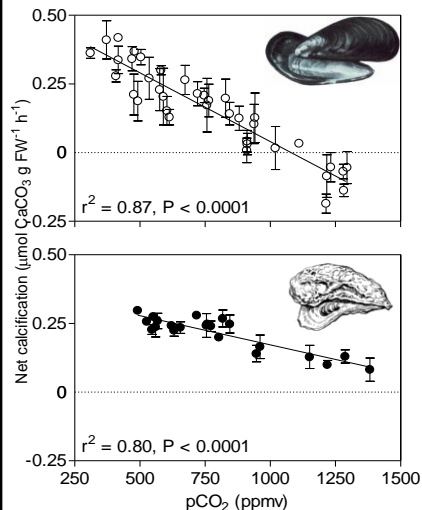 0.50
0.25
0
-0.25
r² = 0.87, P < 0.0001
Net calcification (µmol CaCO₃ g FW⁻¹ h⁻¹)
0.50
0.25
0
-0.25
r² = 0.80, P < 0.0001
250 500 750 1000 1250 1500
pCO₂ (ppmv)